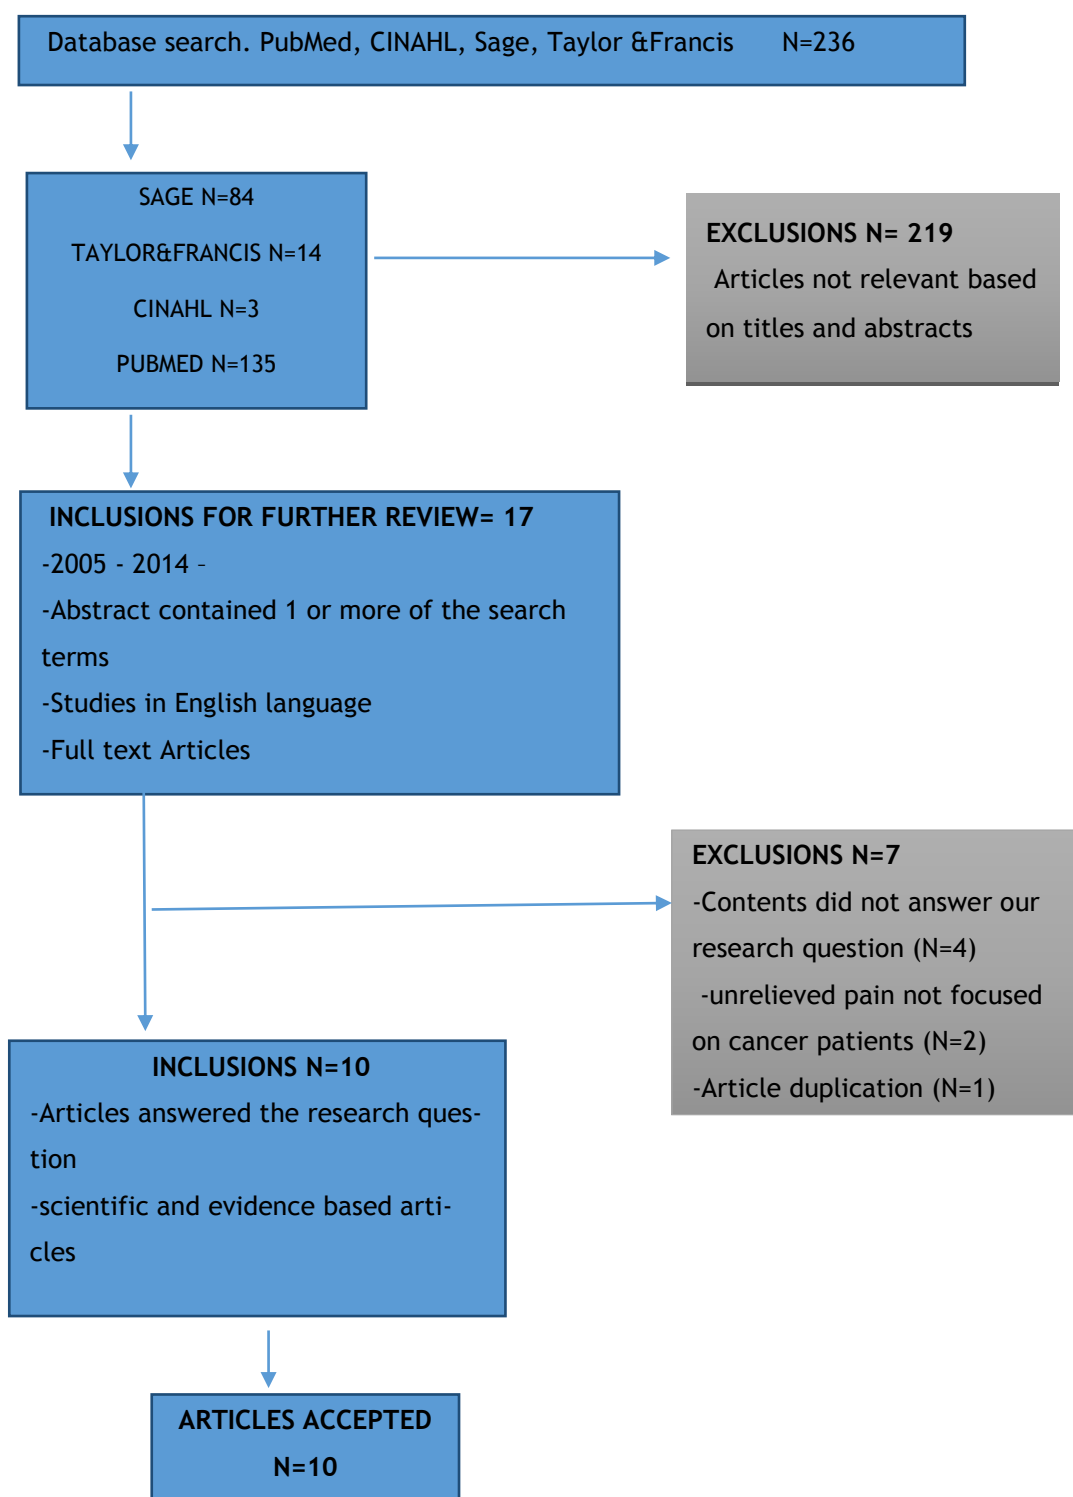 Database search. PubMed, CINAHL, Sage, Taylor &Francis N=236
SAGE N=84
TAYLOR&FRANCIS N=14
CINAHL N=3
PUBMED N=135
EXCLUSIONS N= 219
Articles not relevant based
on titles and abstracts
INCLUSIONS FOR FURTHER REVIEW= 17
-2005 - 2014 –
-Abstract contained 1 or more of the search
terms
-Studies in English language
-Full text Articles
EXCLUSIONS N=7
-Contents did not answer our
research question (N=4)
-unrelieved pain not focused
on cancer patients (N=2)
-Article duplication (N=1)
INCLUSIONS N=10
-Articles answered the research ques-
tion
-scientific and evidence based arti-
cles
ARTICLES ACCEPTED
N=10